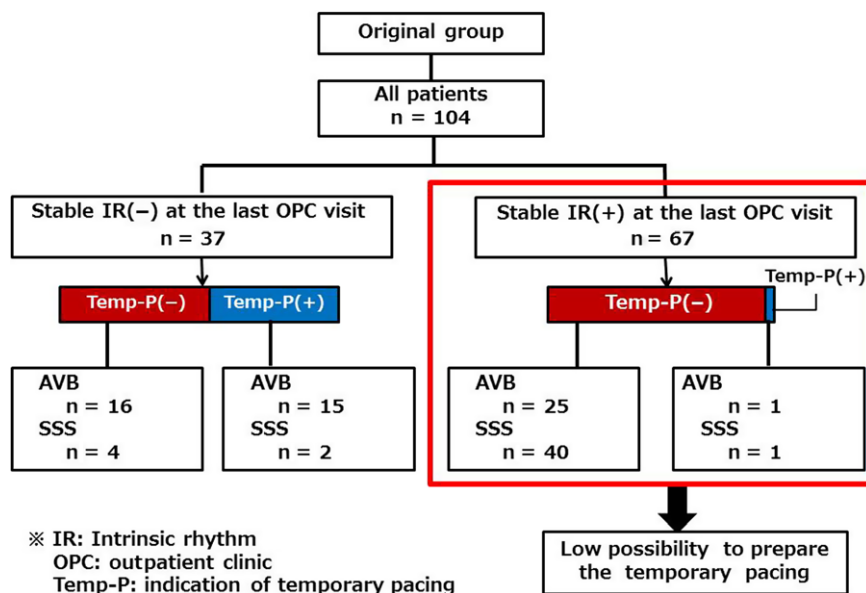 Original group
All patients
n = 104
Stable IR(−) at the last OPC visit
n = 37
Stable IR(+) at the last OPC visit
n = 67
Temp-P(−)
Temp-P(+)
Temp-P(−)
Temp-P(+)
AVB
n = 16
SSS
n = 4
AVB
n = 15
SSS
n = 2
AVB
n = 25
SSS
n = 40
AVB
n = 1
SSS
n = 1
Low possibility to prepare
the temporary pacing
※ IR: Intrinsic rhythm
OPC: outpatient clinic
Temp-P: indication of temporary pacing